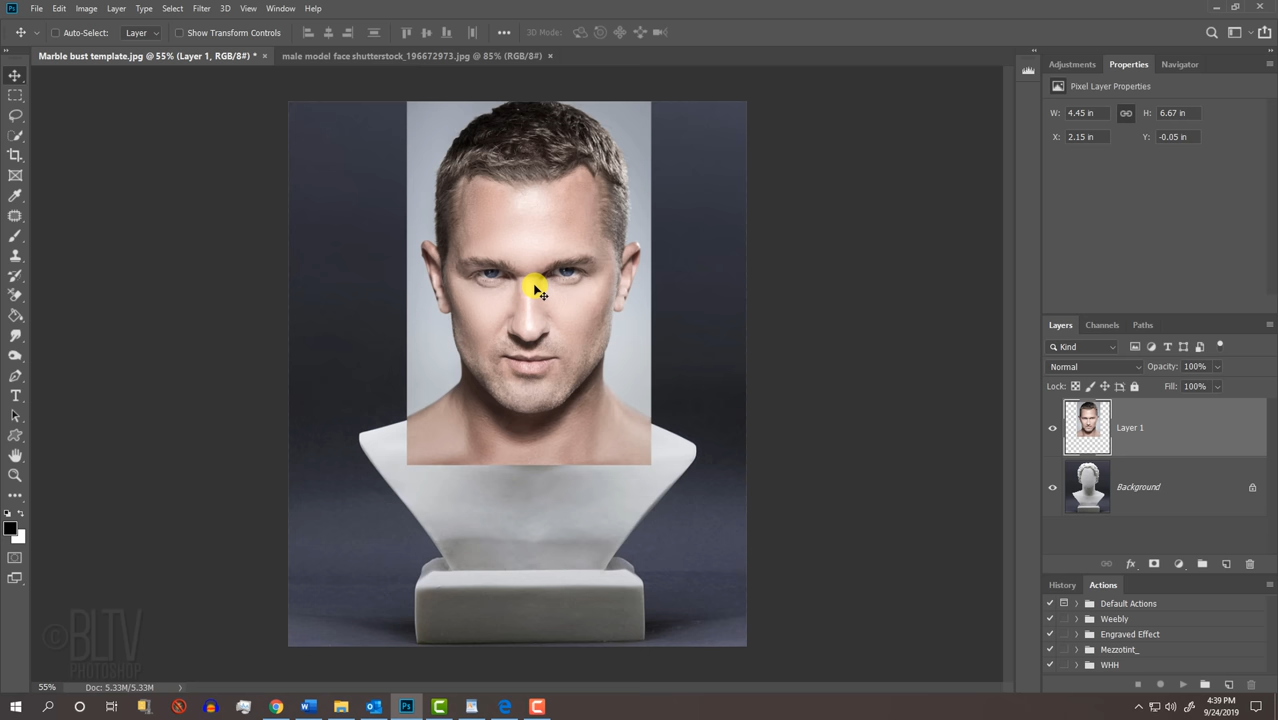 Ps File Edit Image Layer Type Select Filter 3D View Window Help
Auto-Select: Layer Show Transform Controls 3D Mode:
Marble bust template.jpg @ 55% (Layer 1, RGB/8#) * × male model face shutterstock_196672973.jpg @ 85% (RGB/8#) ×
Adjustments Properties Navigator
Pixel Layer Properties
W: 4.45 in H: 6.67 in
X: 2.15 in Y: -0.05 in
Layers Channels Paths
Kind
Normal Opacity: 100%
Lock: Fill: 100%
Layer 1
Background
History Actions
Default Actions
Weebly
Engraved Effect
Mezzotint_
WHH
©BLTV
PHOTOSHOP
55% Doc: 5.33M/5.33M
4:39 PM
9/24/2019